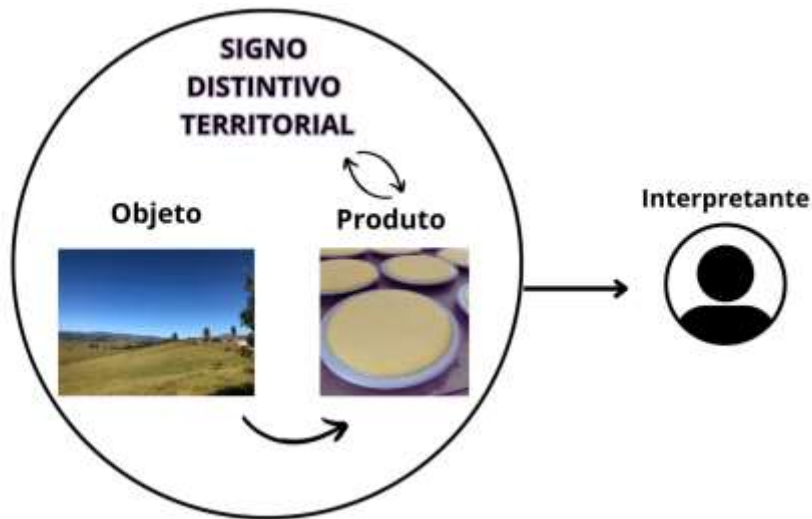 SIGNO
DISTINTIVO
TERRITORIAL
Objeto
Produto
Interpretante